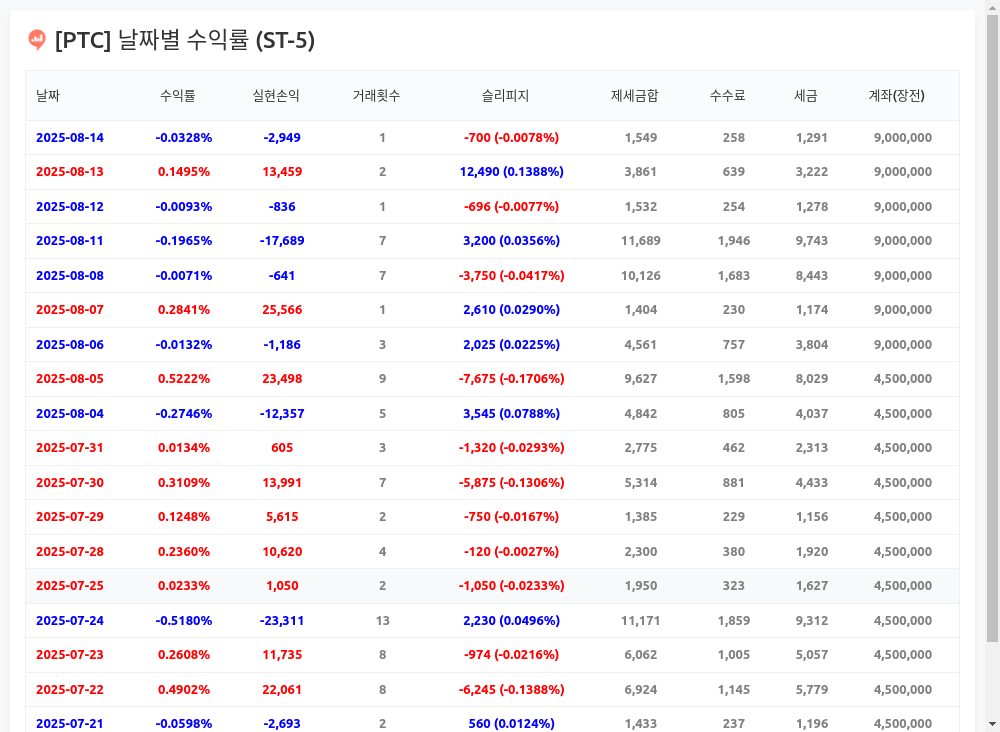 [PTC] 날짜별 수익률 (ST-5)
날짜 수익률 실현손익 거래횟수 슬리피지 제세금합 수수료 세금 계좌(장전)
2025-08-14 -0.0328% -2,949 1 -700 (-0.0078%) 1,549 258 1,291 9,000,000
2025-08-13 0.1495% 13,459 2 12,490 (0.1388%) 3,861 639 3,222 9,000,000
2025-08-12 -0.0093% -836 1 -696 (-0.0077%) 1,532 254 1,278 9,000,000
2025-08-11 -0.1965% -17,689 7 3,200 (0.0356%) 11,689 1,946 9,743 9,000,000
2025-08-08 -0.0071% -641 7 -3,750 (-0.0417%) 10,126 1,683 8,443 9,000,000
2025-08-07 0.2841% 25,566 1 2,610 (0.0290%) 1,404 230 1,174 9,000,000
2025-08-06 -0.0132% -1,186 3 2,025 (0.0225%) 4,561 757 3,804 9,000,000
2025-08-05 0.5222% 23,498 9 -7,675 (-0.1706%) 9,627 1,598 8,029 4,500,000
2025-08-04 -0.2746% -12,357 5 3,545 (0.0788%) 4,842 805 4,037 4,500,000
2025-07-31 0.0134% 605 3 -1,320 (-0.0293%) 2,775 462 2,313 4,500,000
2025-07-30 0.3109% 13,991 7 -5,875 (-0.1306%) 5,314 881 4,433 4,500,000
2025-07-29 0.1248% 5,615 2 -750 (-0.0167%) 1,385 229 1,156 4,500,000
2025-07-28 0.2360% 10,620 4 -120 (-0.0027%) 2,300 380 1,920 4,500,000
2025-07-25 0.0233% 1,050 2 -1,050 (-0.0233%) 1,950 323 1,627 4,500,000
2025-07-24 -0.5180% -23,311 13 2,230 (0.0496%) 11,171 1,859 9,312 4,500,000
2025-07-23 0.2608% 11,735 8 -974 (-0.0216%) 6,062 1,005 5,057 4,500,000
2025-07-22 0.4902% 22,061 8 -6,245 (-0.1388%) 6,924 1,145 5,779 4,500,000
2025-07-21 -0.0598% -2,693 2 560 (0.0124%) 1,433 237 1,196 4,500,000